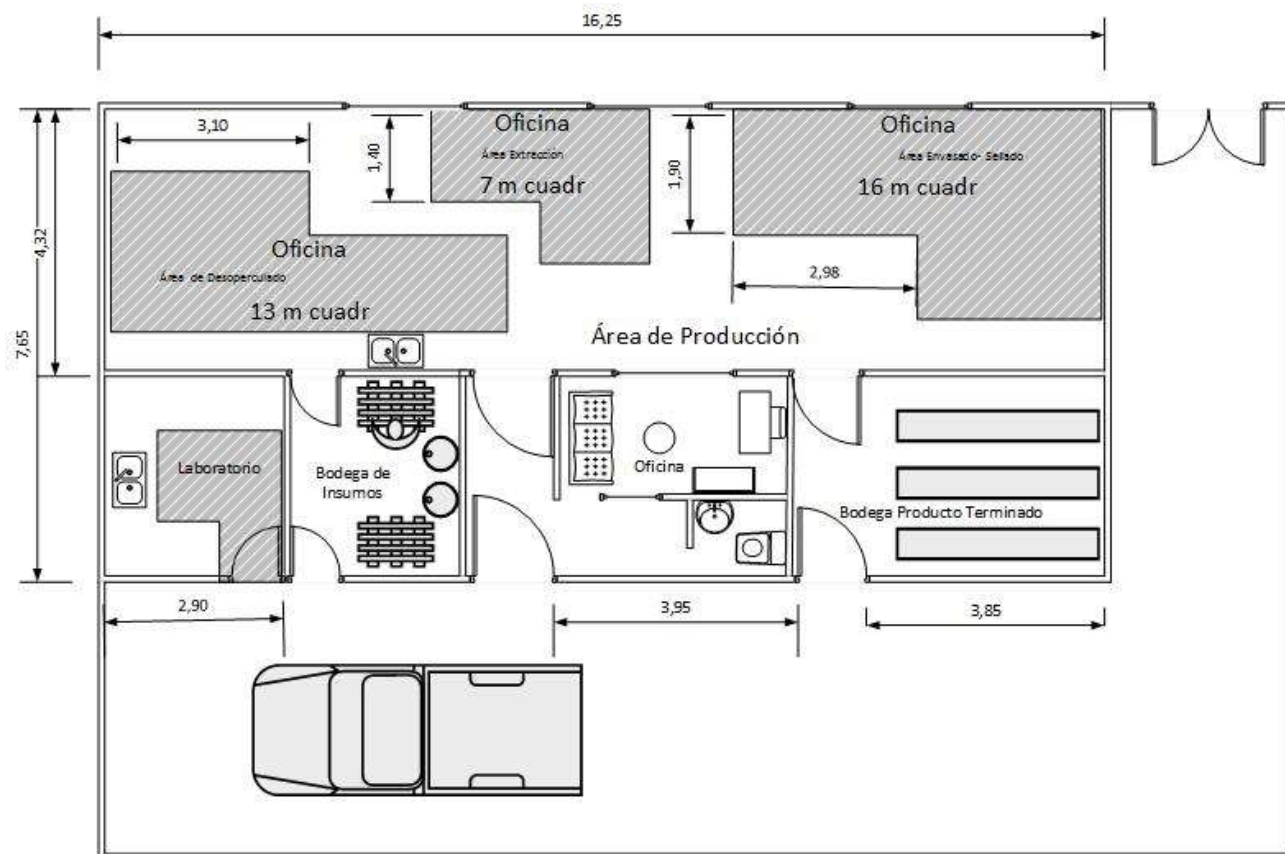 16,25
3,10
1,40
Oficina
Área Extracción
7 m cuadr
1,90
Oficina
Área Envasado- Sellado
16 m cuadr
4,32
7,65
Oficina
Área de Desoperculado
13 m cuadr
2,98
Área de Producción
Laboratorio
Bodega de
Insumos
Oficina
Bodega Producto Terminado
2,90
3,95
3,85